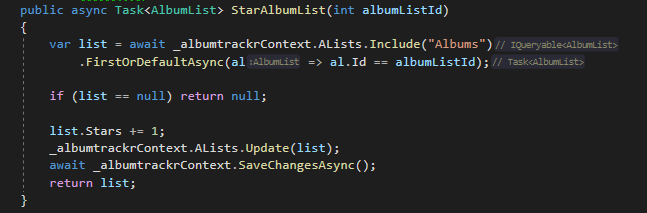 public async Task<AlbumList> StarAlbumList(int albumListId)
{
var list = await _albumtrackrContext.ALists.Include("Albums") // IQueryable<AlbumList>
.FirstOrDefaultAsync(al :AlbumList => al.Id == albumListId); // Task<AlbumList>
if (list == null) return null;
list.Stars += 1;
_albumtrackrContext.ALists.Update(list);
await _albumtrackrContext.SaveChangesAsync();
return list;
}